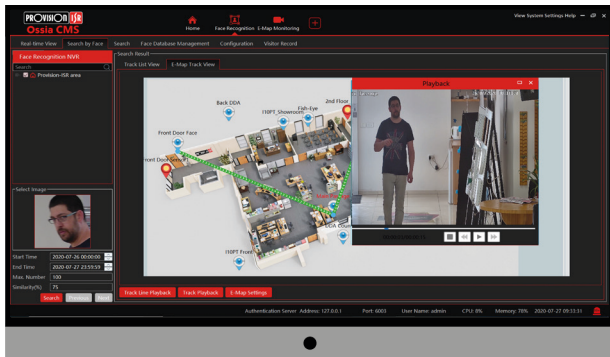 PROVISION ISR
Ossia CMS
Home
Face Recognition
E-Map Monitoring
View System Settings Help
Real-time View
Search by Face
Search
Face Database Management
Configuration
Visitor Record
Face Recognition NVR
Search
Provision-ISR area
Search Result
Track List View
E-Map Track View
Back DDA
I10PT_Showroom
Fish-Eye
2nd Floor
Front Door Face
Front Door
DDA
I10PT Front
Playback
Select Image
Start Time 2020-07-26 00:00:00
End Time 2020-07-27 23:59:59
Max. Number 100
Similarity(%) 75
Search
Previous
Next
Track Line Playback
Track Playback
E-Map Settings
Authentication Server Address: 127.0.0.1
Port: 6003
User Name: admin
CPU: 8%
Memory: 78%
2020-07-27 09:33:31